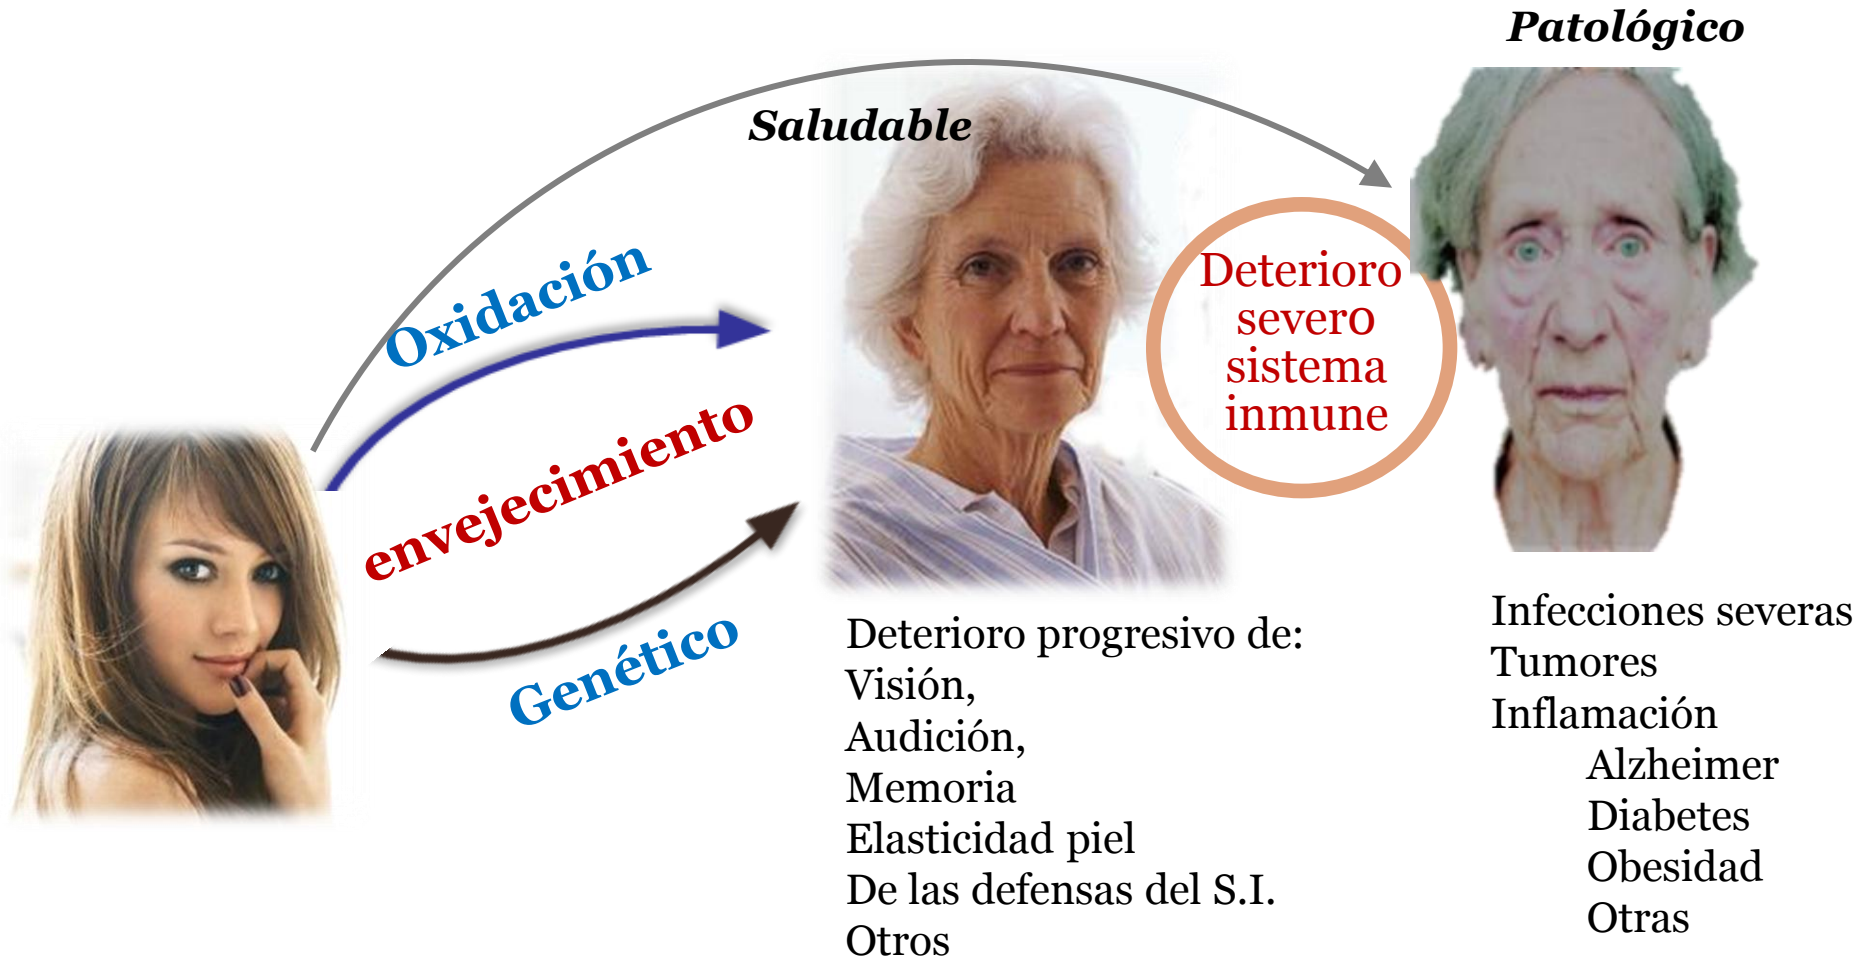 Patológico
Saludable
Oxidación
envejecimiento
Genético
Deterioro
severo
sistema
inmune
Deterioro progresivo de:
Visión,
Audición,
Memoria
Elasticidad piel
De las defensas del S.I.
Otros
Infecciones severas
Tumores
Inflamación
Alzheimer
Diabetes
Obesidad
Otras